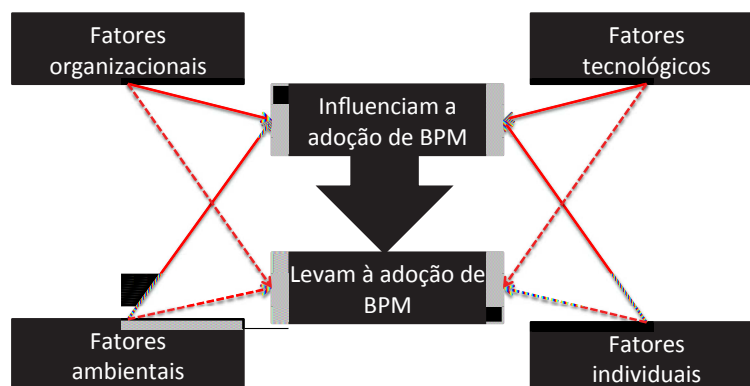 Fatores
organizacionais
Fatores
tecnológicos
Influenciam a
adoção de BPM
Levam à adoção de
BPM
Fatores
ambientais
Fatores
individuais